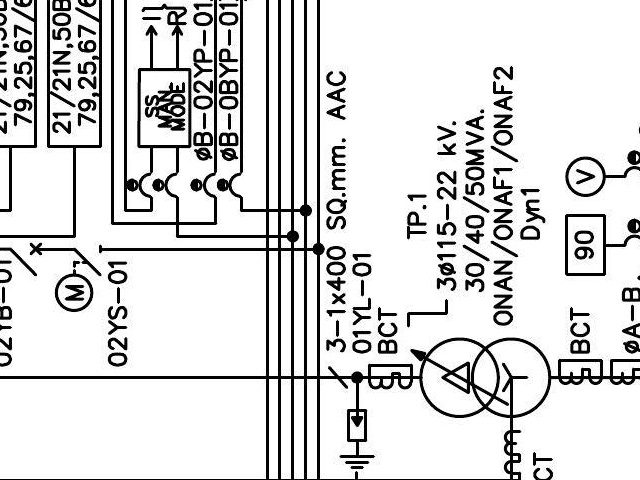 21/21N,50B
79,25,67/6
21/21N,50B
79,25,67/6
SS
MAN
MODE
R
øB-02YP-01
øB-0BYP-01
02YB-01
M
02YS-01
3-1x400 SQ.mm. AAC
01YL-01
BCT
TP.1
3ø115-22 kV.
30/40/50MVA.
ONAN/ONAF1/ONAF2
Dyn1
V
90
BCT
øA-B,
CT